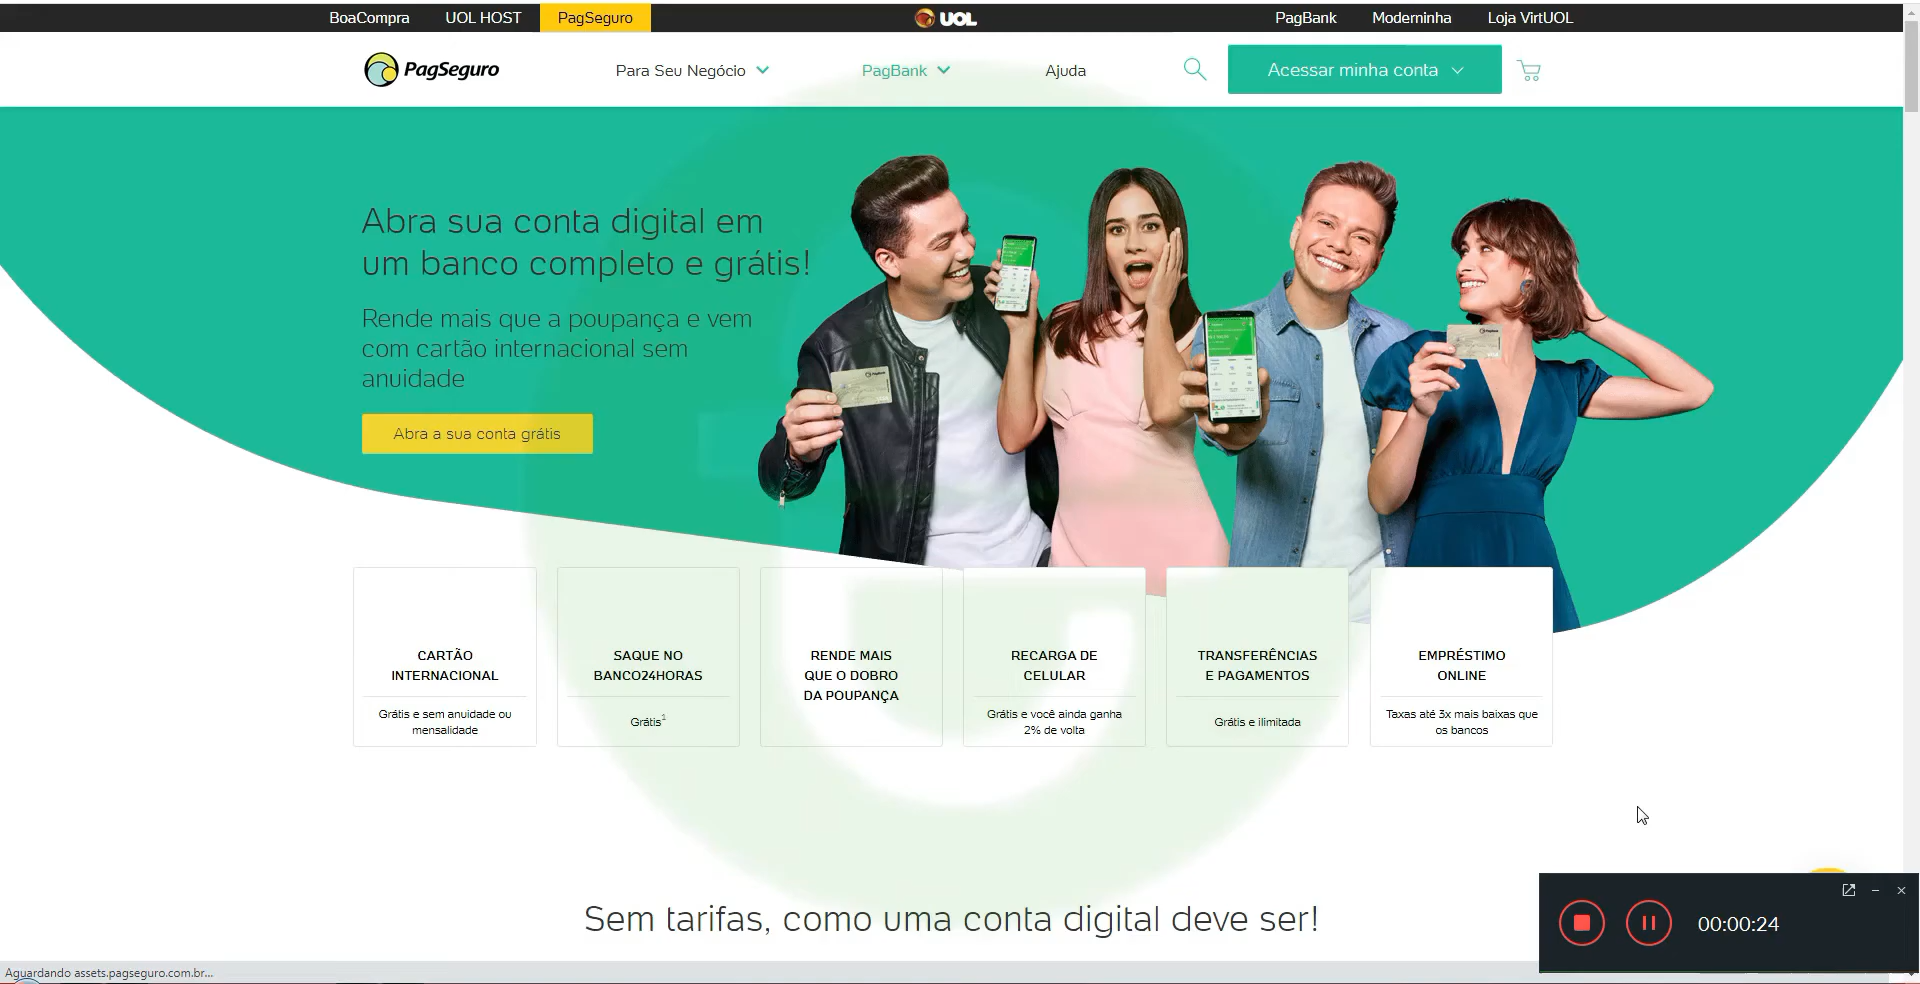 BoaCompra UOL HOST PagSeguro UOL PagBank Moderninha Loja VirtUOL
PagSeguro Para Seu Negócio PagBank Ajuda Acessar minha conta
Abra sua conta digital em
um banco completo e grátis!
Rende mais que a poupança e vem
com cartão internacional sem
anuidade
Abra a sua conta grátis
CARTÃO
INTERNACIONAL
Grátis e sem anuidade ou
mensalidade
SAQUE NO
BANCO24HORAS
Grátis¹
RENDE MAIS
QUE O DOBRO
DA POUPANÇA
RECARGA DE
CELULAR
Grátis e você ainda ganha
2% de volta
TRANSFERÊNCIAS
E PAGAMENTOS
Grátis e ilimitada
EMPRÉSTIMO
ONLINE
Taxas até 3x mais baixas que
os bancos
Sem tarifas, como uma conta digital deve ser!
00:00:24
Aguardando assets.pagseguro.com.br...